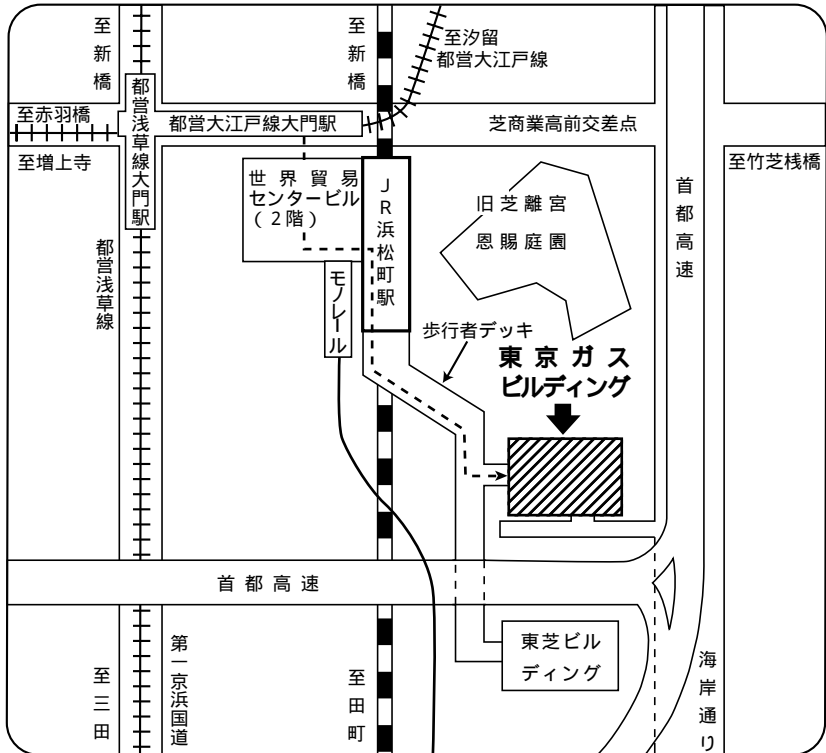 至新橋
至新橋
至汐留
都営大江戸線
至赤羽橋
都営浅草線大門駅
都営大江戸線大門駅
芝商業高前交差点
至増上寺
至竹芝桟橋
世界貿易
センタービル
(2階)
JR浜松町駅
旧芝離宮
恩賜庭園
首都高速
都営浅草線
モノレール
歩行者デッキ
東京ガス
ビルディング
首都高速
東芝ビル
ディング
至三田
第一京浜国道
至田町
海岸通り